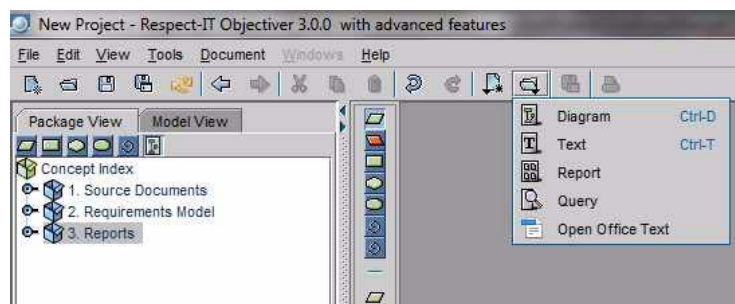 New Project - Respect-IT Objectiver 3.0.0 with advanced features
File Edit View Tools Document Windows Help
Package View Model View
Concept Index
1. Source Documents
2. Requirements Model
3. Reports
Diagram Ctrl-D
Text Ctrl-T
Report
Query
Open Office Text